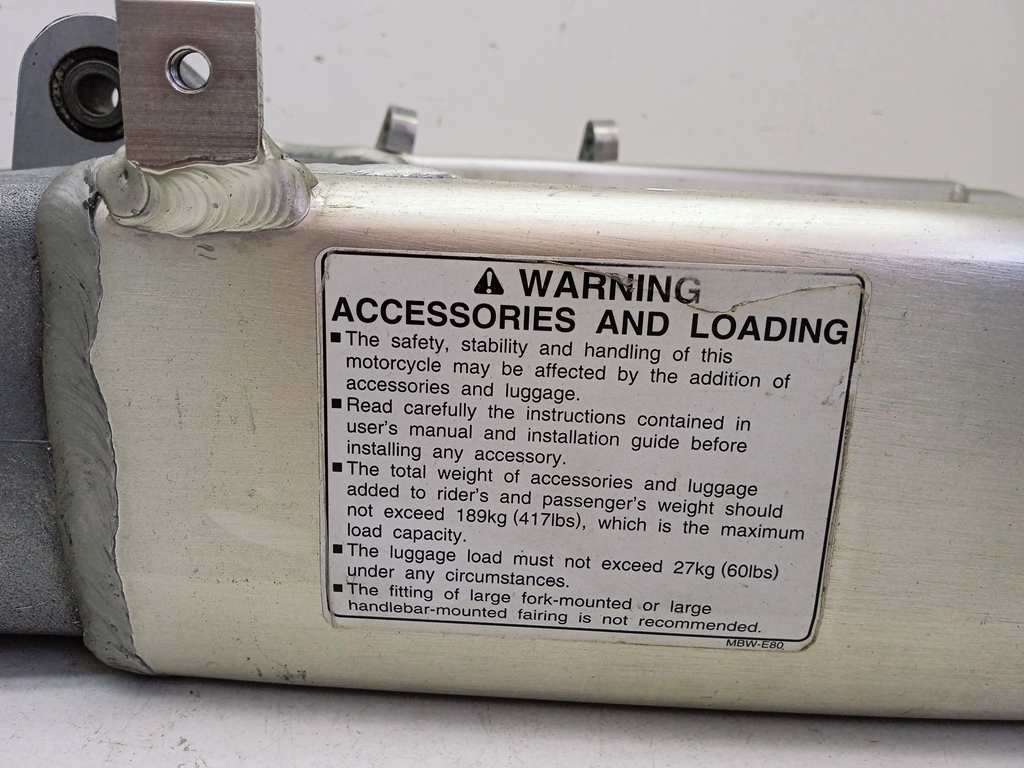 WARNING
ACCESSORIES AND LOADING
■ The safety, stability and handling of this
motorcycle may be affected by the addition of
accessories and luggage.
■ Read carefully the instructions contained in
user's manual and installation guide before
installing any accessory.
■ The total weight of accessories and luggage
added to rider's and passenger's weight should
not exceed 189kg (417lbs), which is the maximum
load capacity.
■ The luggage load must not exceed 27kg (60lbs)
under any circumstances.
■ The fitting of large fork-mounted or large
handlebar-mounted fairing is not recommended.
MBW-E80